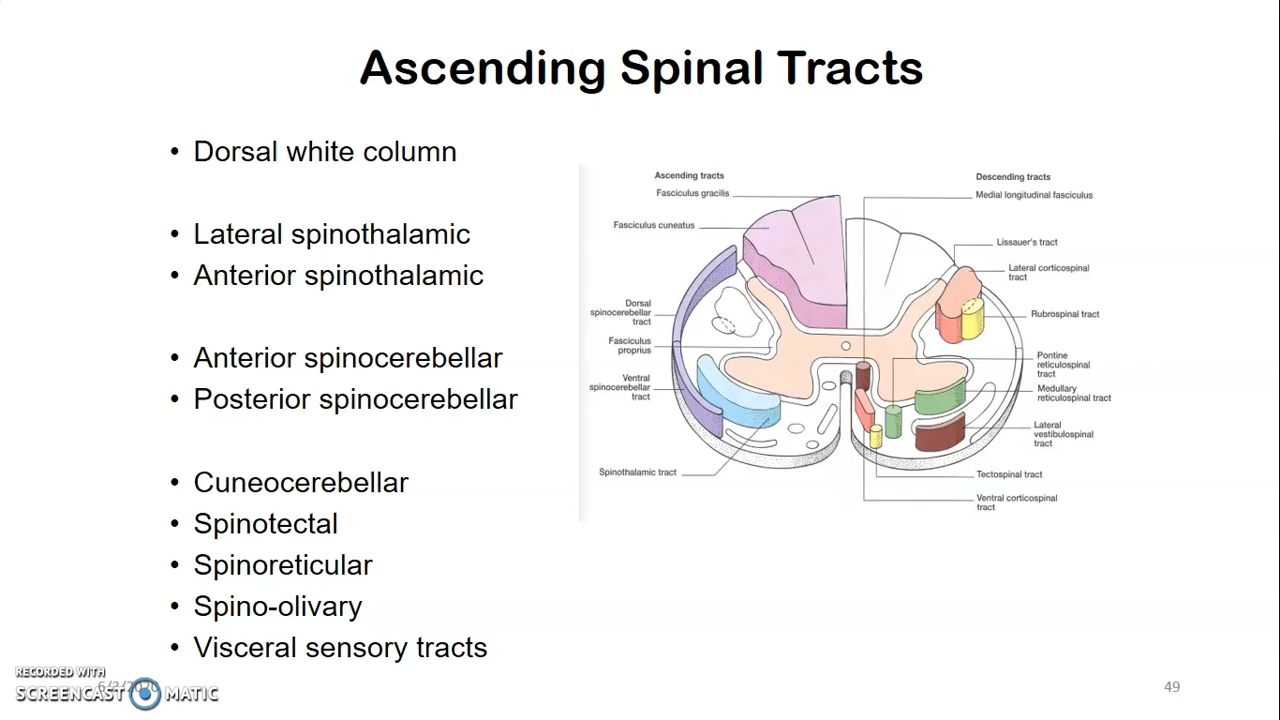 Ascending Spinal Tracts
• Dorsal white column
• Lateral spinothalamic
• Anterior spinothalamic
• Anterior spinocerebellar
• Posterior spinocerebellar
• Cuneocerebellar
• Spinotectal
• Spinoreticular
• Spino-olivary
• Visceral sensory tracts
Ascending tracts
Fasciculus gracilis
Fasciculus cuneatus
Dorsal
spinocerebellar
tract
Fasciculus
proprius
Ventral
spinocerebellar
tract
Spinothalamic tract
Descending tracts
Medial longitudinal fasciculus
Lissauer's tract
Lateral corticospinal
tract
Rubrospinal tract
Pontine
reticulospinal
tract
Medullary
reticulospinal tract
Lateral
vestibulospinal
tract
Tectospinal tract
Ventral corticospinal
tract
RECORDED WITH
SCREENCAST MATIC
49